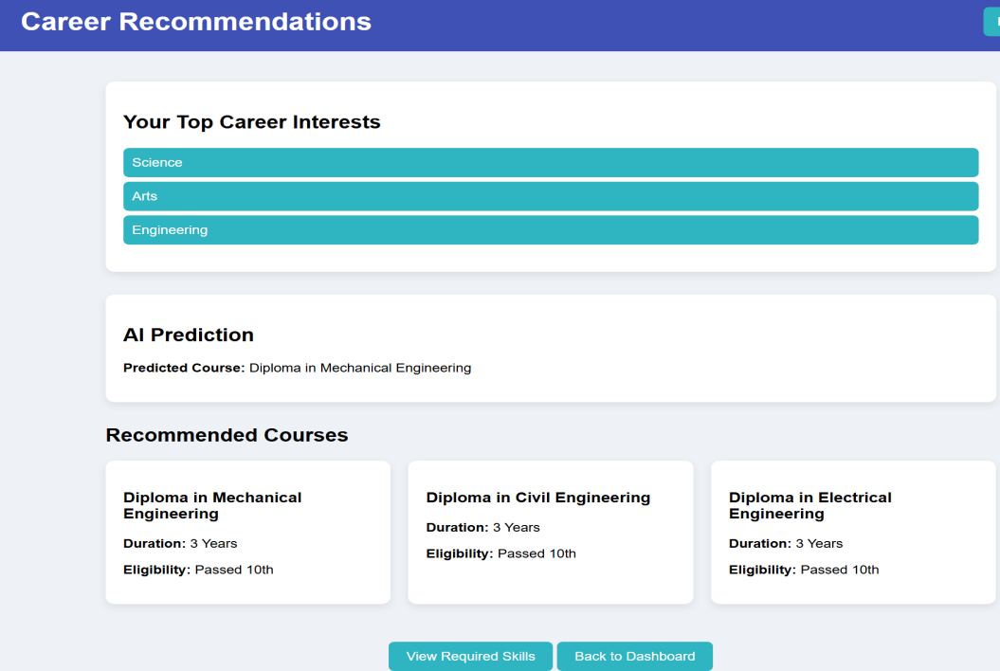 Career Recommendations
Your Top Career Interests
Science
Arts
Engineering
AI Prediction
Predicted Course: Diploma in Mechanical Engineering
Recommended Courses
Diploma in Mechanical
Engineering
Duration: 3 Years
Eligibility: Passed 10th
Diploma in Civil Engineering
Duration: 3 Years
Eligibility: Passed 10th
Diploma in Electrical
Engineering
Duration: 3 Years
Eligibility: Passed 10th
View Required Skills
Back to Dashboard